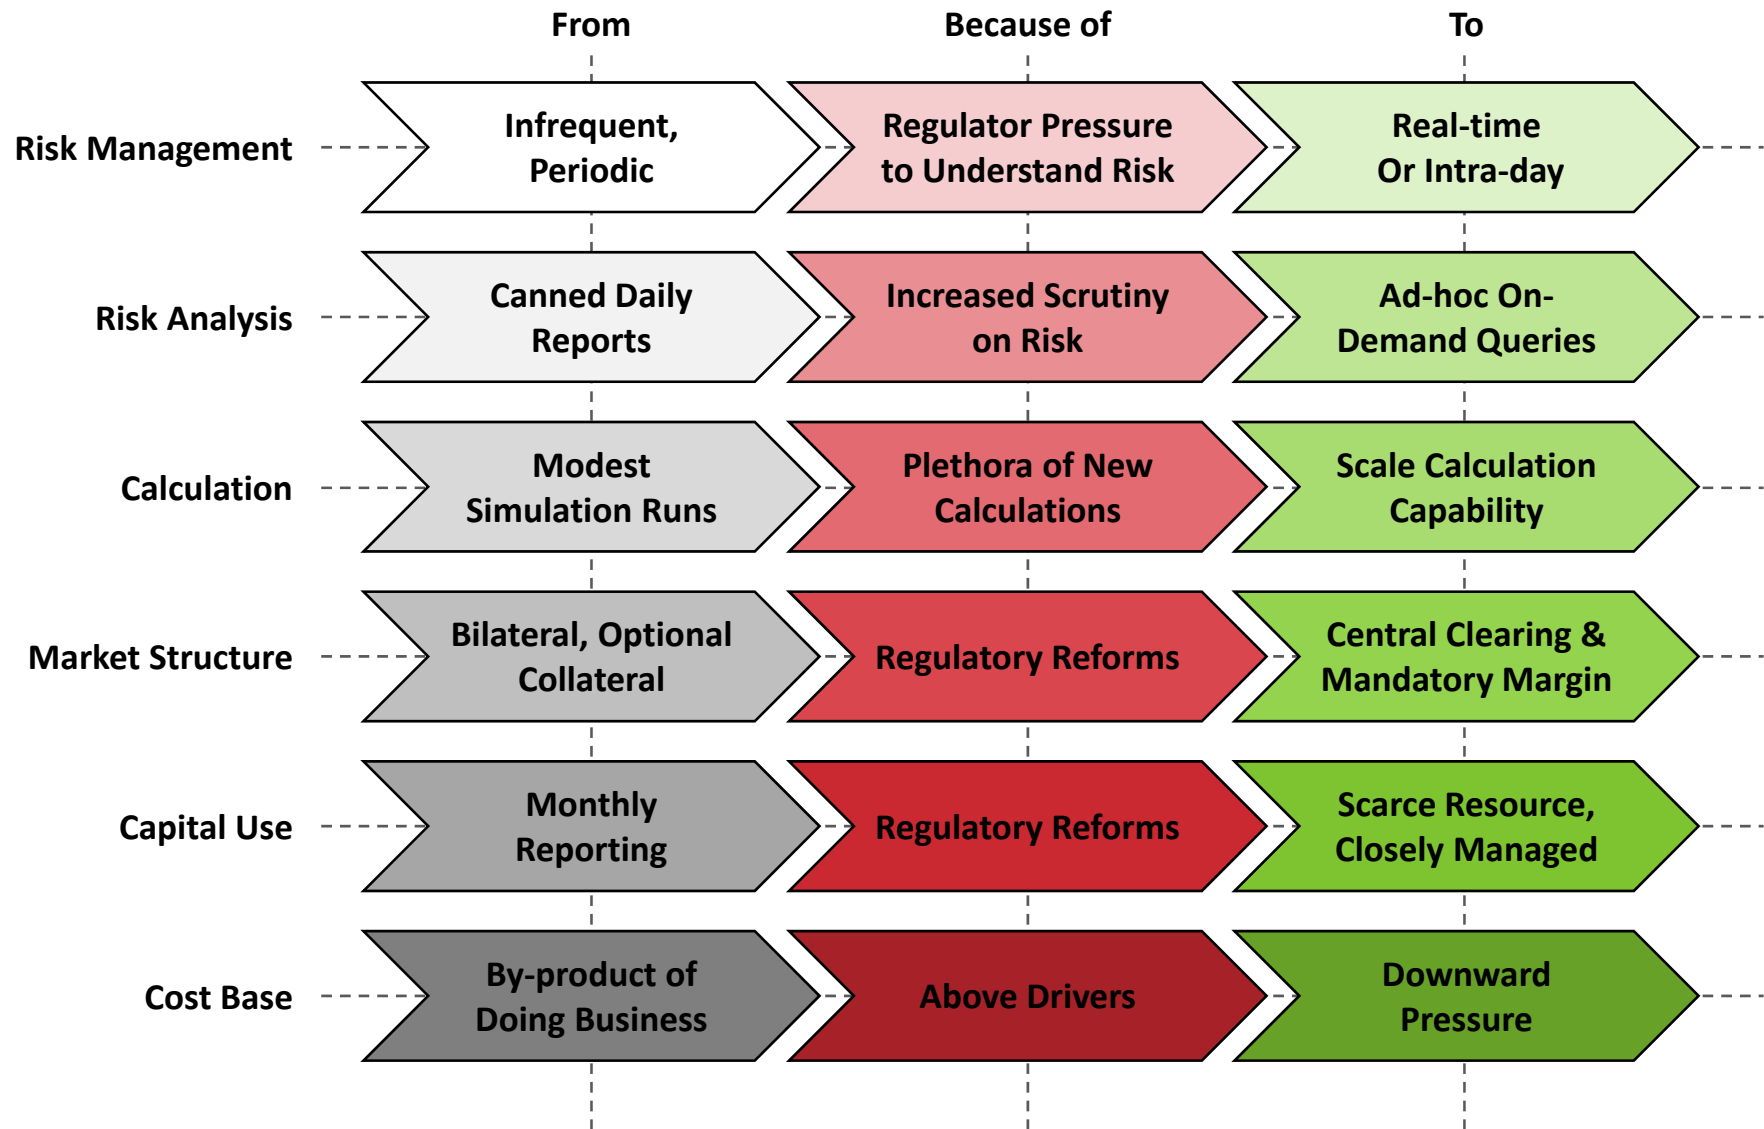 From
Because of
To
Risk Management
Infrequent,
Periodic
Regulator Pressure
to Understand Risk
Real-time
Or Intra-day
Risk Analysis
Canned Daily
Reports
Increased Scrutiny
on Risk
Ad-hoc On-
Demand Queries
Calculation
Modest
Simulation Runs
Plethora of New
Calculations
Scale Calculation
Capability
Market Structure
Bilateral, Optional
Collateral
Regulatory Reforms
Central Clearing &
Mandatory Margin
Capital Use
Monthly
Reporting
Regulatory Reforms
Scarce Resource,
Closely Managed
Cost Base
By-product of
Doing Business
Above Drivers
Downward
Pressure